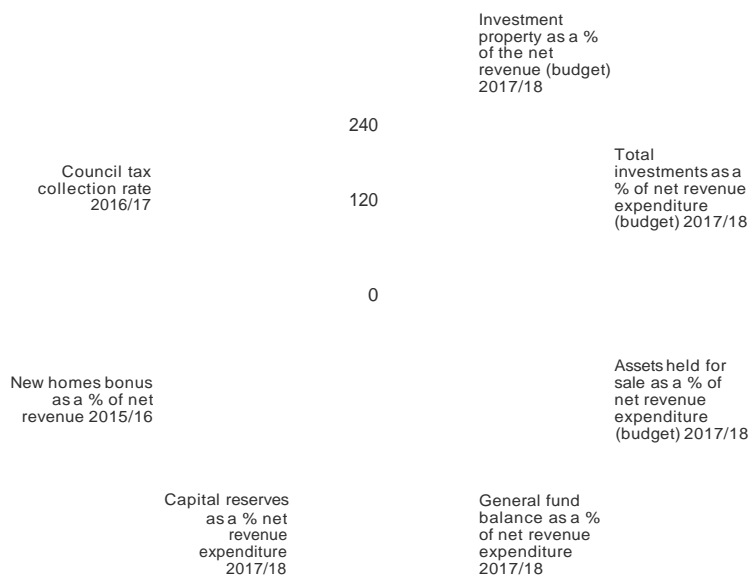 Investment
property as a %
of the net
revenue (budget)
2017/18
240
Council tax
collection rate
2016/17
120
Total
investments as a
% of net revenue
expenditure
(budget) 2017/18
0
New homes bonus
as a % of net
revenue 2015/16
Assets held for
sale as a % of
net revenue
expenditure
(budget) 2017/18
Capital reserves
as a % net
revenue
expenditure
2017/18
General fund
balance as a %
of net revenue
expenditure
2017/18